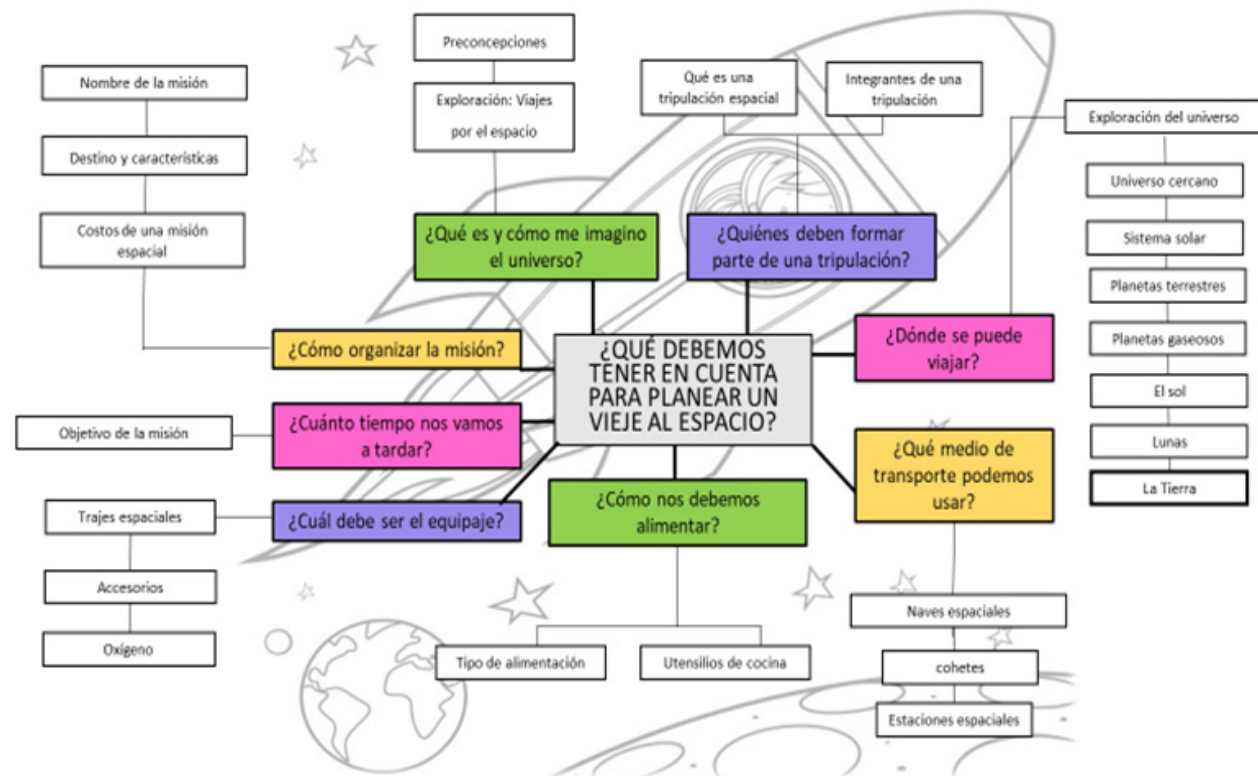 ¿QUÉ DEBEMOS
TENER EN CUENTA
PARA PLANEAR UN
VIEJE AL ESPACIO?
¿Qué es y cómo me imagino
el universo?
Exploración: Viajes
por el espacio
Preconcepciones
¿Quiénes deben formar
parte de una tripulación?
Qué es una
tripulación espacial
Integrantes de una
tripulación
¿Dónde se puede
viajar?
Exploración del universo
Universo cercano
Sistema solar
Planetas terrestres
Planetas gaseosos
El sol
Lunas
La Tierra
¿Qué medio de
transporte podemos
usar?
Naves espaciales
cohetes
Estaciones espaciales
¿Cómo nos debemos
alimentar?
Tipo de alimentación
Utensilios de cocina
¿Cuál debe ser el equipaje?
Trajes espaciales
Accesorios
Oxígeno
¿Cuánto tiempo nos vamos
a tardar?
Objetivo de la misión
¿Cómo organizar la misión?
Costos de una misión
espacial
Destino y características
Nombre de la misión